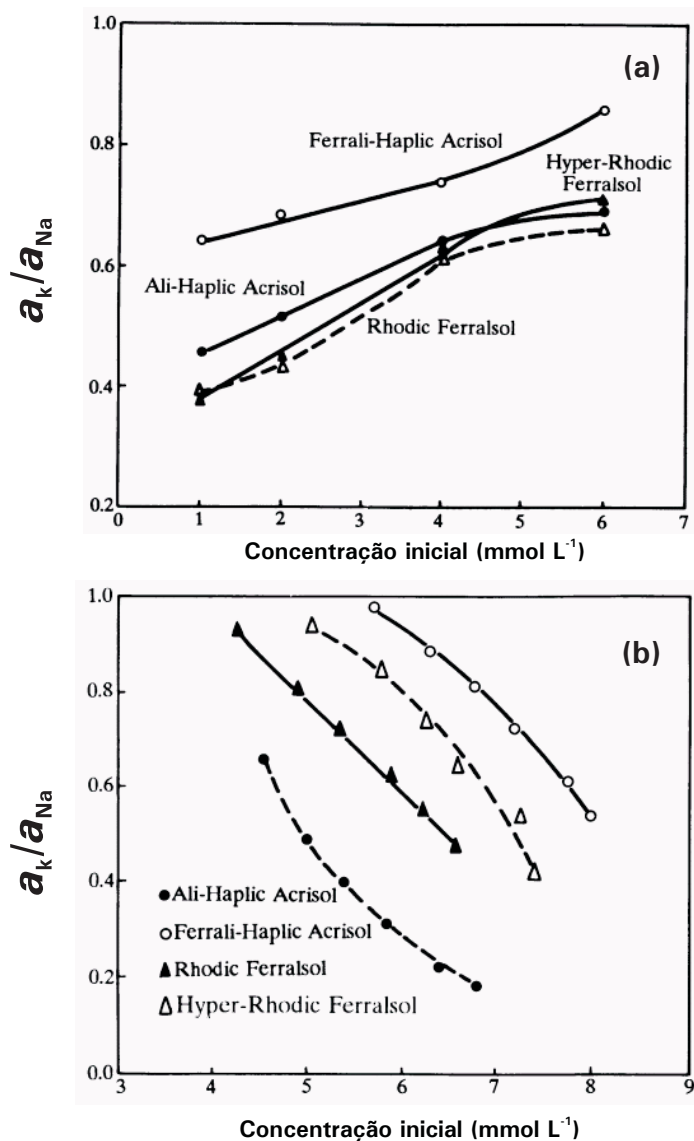 (a)
1.0
0.8
0.6
0.4
0.2
a_k/a_Na
Ferrali-Haplic Acrisol
Hyper-Rhodic
Ferralsol
Ali-Haplic Acrisol
Rhodic Ferralsol
0 1 2 3 4 5 6 7
Concentração inicial (mmol L⁻¹)
(b)
1.0
0.8
0.6
0.4
0.2
0.0
a_k/a_Na
Ali-Haplic Acrisol
Ferrali-Haplic Acrisol
Rhodic Ferralsol
Hyper-Rhodic Ferralsol
3 4 5 6 7 8 9
Concentração inicial (mmol L⁻¹)